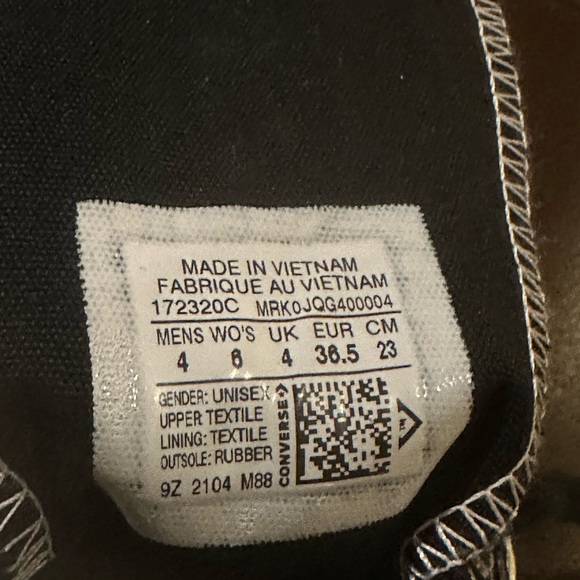 MADE IN VIETNAM
FABRIQUE AU VIETNAM
172320C MRK0JQG400004
MENS WO'S UK EUR CM
4 6 4 36.5 23
GENDER: UNISEX
UPPER: TEXTILE
LINING: TEXTILE
OUTSOLE: RUBBER
9Z 2104 M88
CONVERSE
TM